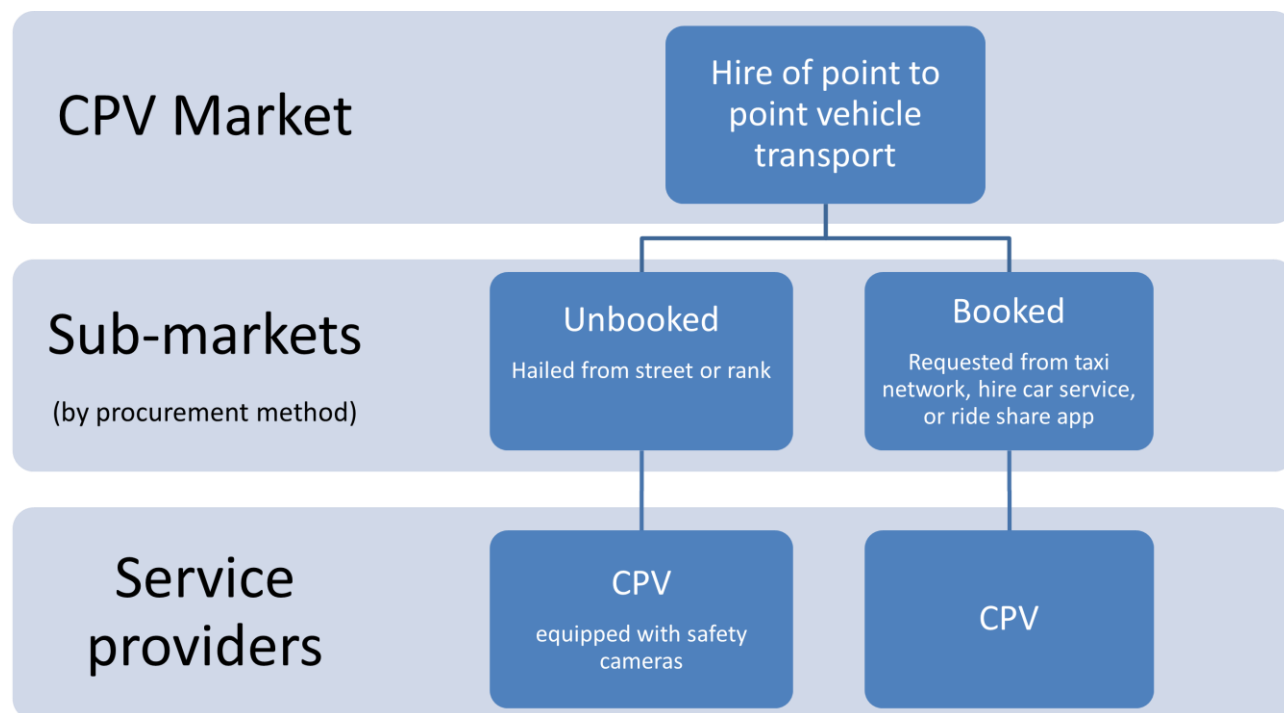 CPV Market
Hire of point to
point vehicle
transport
Sub-markets
(by procurement method)
Unbooked
Hailed from street or rank
Booked
Requested from taxi
network, hire car service,
or ride share app
Service
providers
CPV
equipped with safety
cameras
CPV